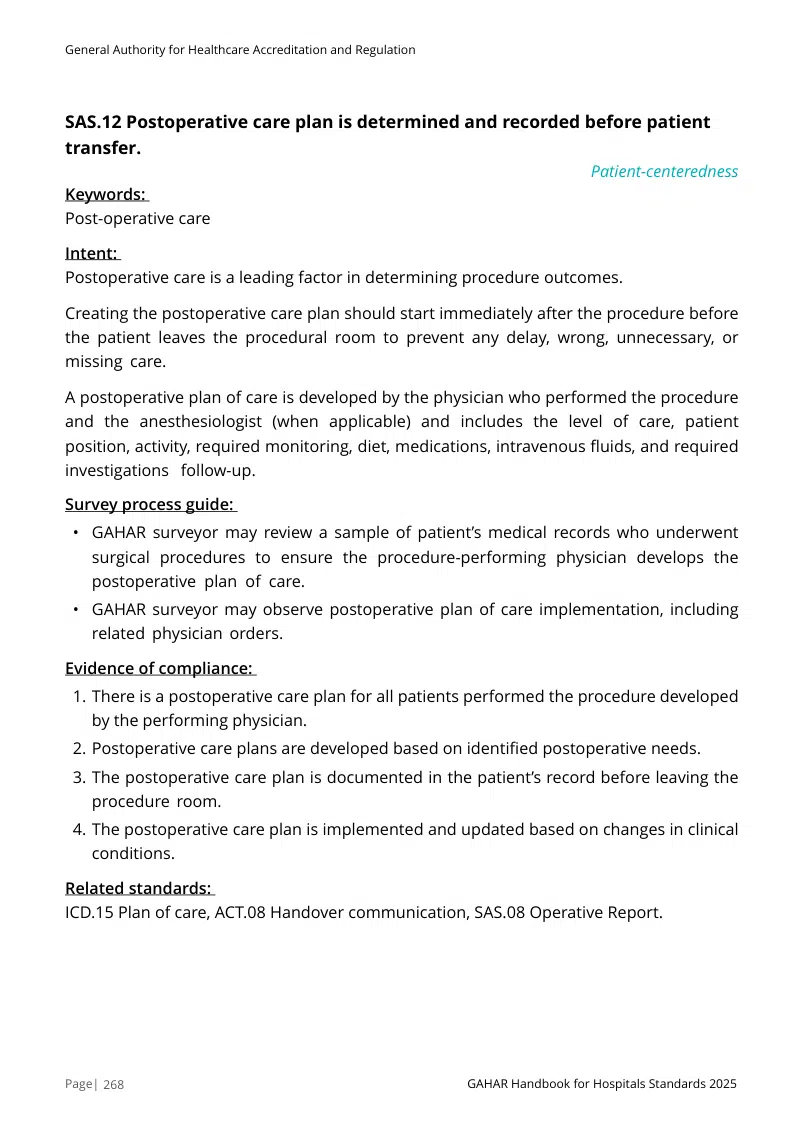 General Authority for Healthcare Accreditation and Regulation
SAS.12 Postoperative care plan is determined and recorded before patient
transfer.
Patient-centeredness
Keywords:
Post-operative care
Intent:
Postoperative care is a leading factor in determining procedure outcomes.
Creating the postoperative care plan should start immediately after the procedure before
the patient leaves the procedural room to prevent any delay, wrong, unnecessary, or
missing care.
A postoperative plan of care is developed by the physician who performed the procedure
and the anesthesiologist (when applicable) and includes the level of care, patient
position, activity, required monitoring, diet, medications, intravenous fluids, and required
investigations follow-up.
Survey process guide:
• GAHAR surveyor may review a sample of patient’s medical records who underwent
surgical procedures to ensure the procedure-performing physician develops the
postoperative plan of care.
• GAHAR surveyor may observe postoperative plan of care implementation, including
related physician orders.
Evidence of compliance:
1. There is a postoperative care plan for all patients performed the procedure developed
by the performing physician.
2. Postoperative care plans are developed based on identified postoperative needs.
3. The postoperative care plan is documented in the patient’s record before leaving the
procedure room.
4. The postoperative care plan is implemented and updated based on changes in clinical
conditions.
Related standards:
ICD.15 Plan of care, ACT.08 Handover communication, SAS.08 Operative Report.
Page| 268
GAHAR Handbook for Hospitals Standards 2025